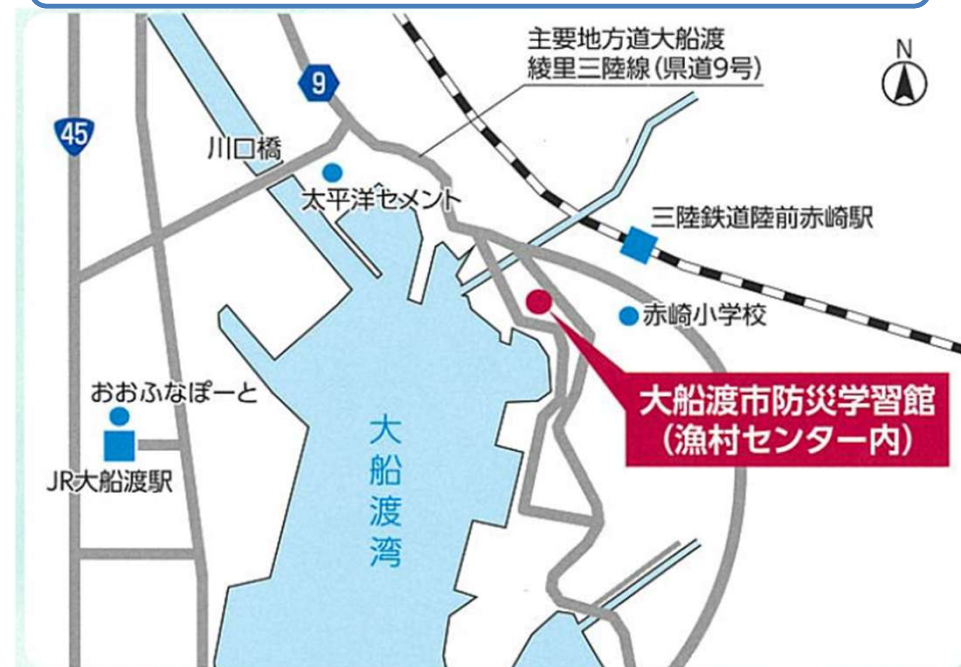 主要地方道大船渡
綾里三陸線(県道9号)
N
9
45
川口橋
太平洋セメント
三陸鉄道陸前赤崎駅
赤崎小学校
おおふなぽーと
JR大船渡駅
大船渡湾
大船渡市防災学習館
(漁村センター内)